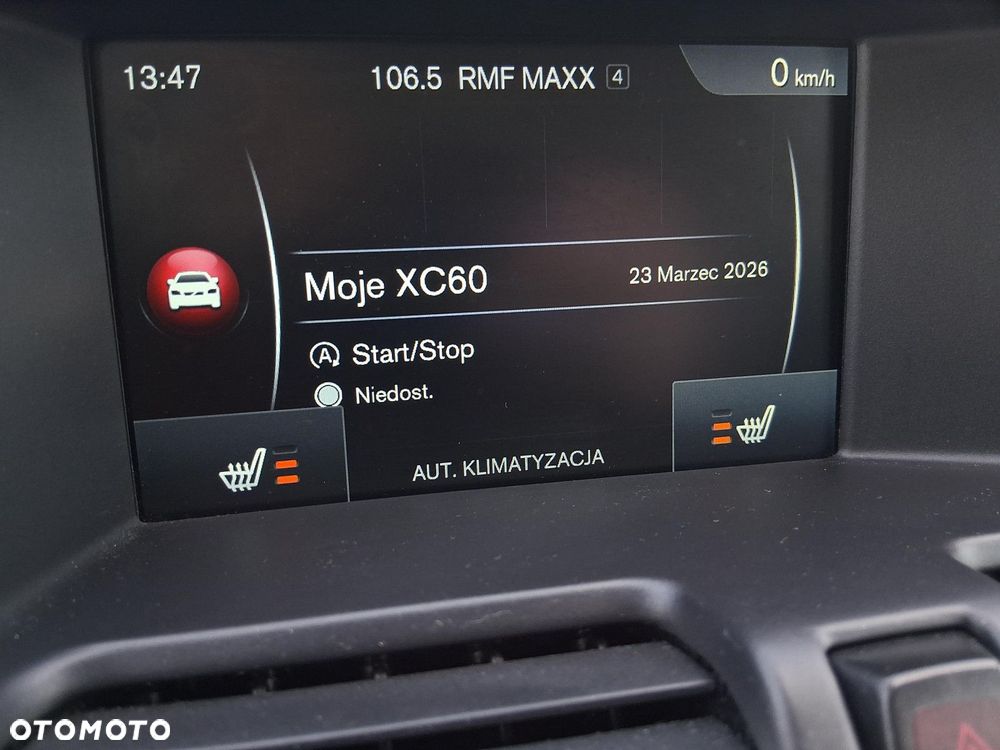 13:47
106.5 RMF MAXX 4
0 km/h
Moje XC60
23 Marzec 2026
A Start/Stop
Niedost.
AUT. KLIMATYZACJA
OTOMOTO